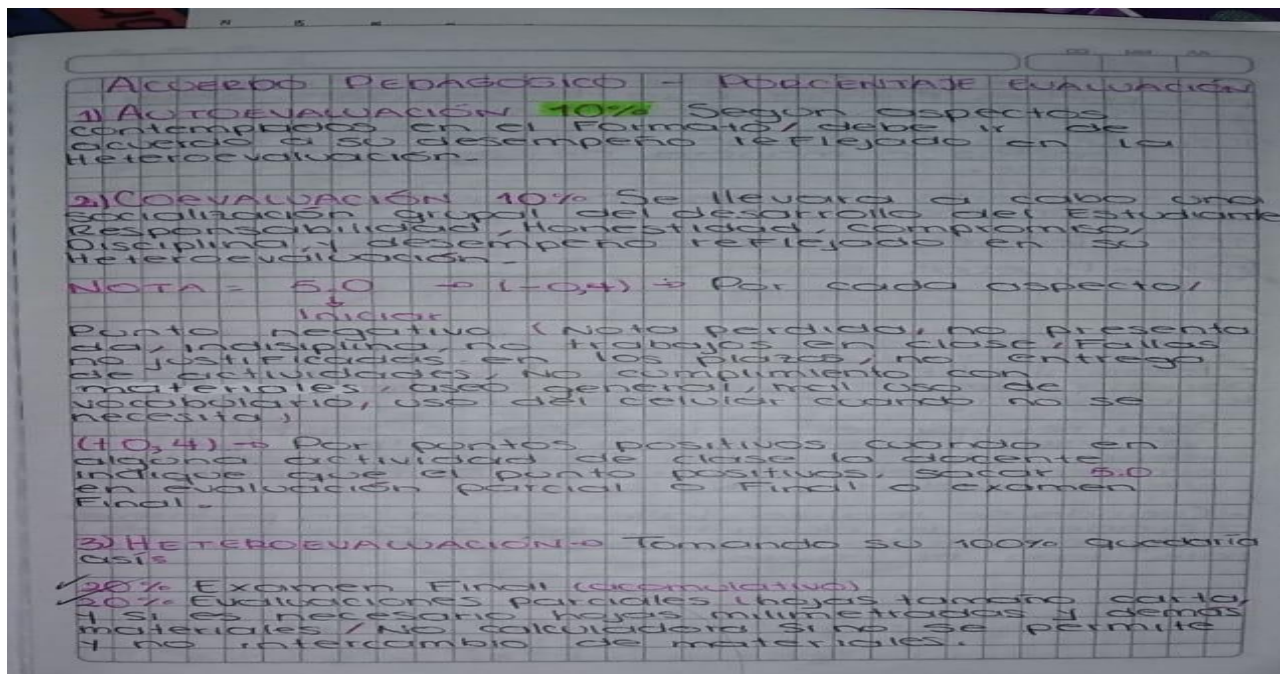 Acuerdo Pedagógico - Porcentaje Evaluación
1) Autoevaluación 10% Segun aspectos
contemplados en el Formato, debe ir de
acuerdo a su desempeño reflejado en la
Heteroevaluación.
2) Coevaluación 10% Se llevara a cabo una
socialización grupal del desarrollo del Estudiante
Responsabilidad, Honestidad, compromiso,
Disciplina, y desempeño reflejado en su
Heteroevaluación.
Nota = 5.0 → (-0,4) → Por cada aspecto,
↓
Iniciar
Punto negativo (Nota perdida, no presenta
da, indisiplina, no trabajos en clase, Fallas
no justificadas, en los plazos, no entrega
de actividades, No cumplimiento con
materiales, aseo general, mal uso de
vocabulario, uso del celular cuando no se
necesita)
(+0,4) → Por puntos positivos cuando en
alguna actividad de clase la docente
indique que el punto positivos, sacar 5.0
en evaluación parcial o Final o examen
Final.
3) Heteroevaluación → Tomando su 100% quedaria
asi:
20% Examen Final (acomulativo)
20% Evaluaciones parciales (hojas tamaño carta,
y si es necesario hojas milimetradas y demás
materiales / No calculadora si no se permite
y no intercambio de materiales.